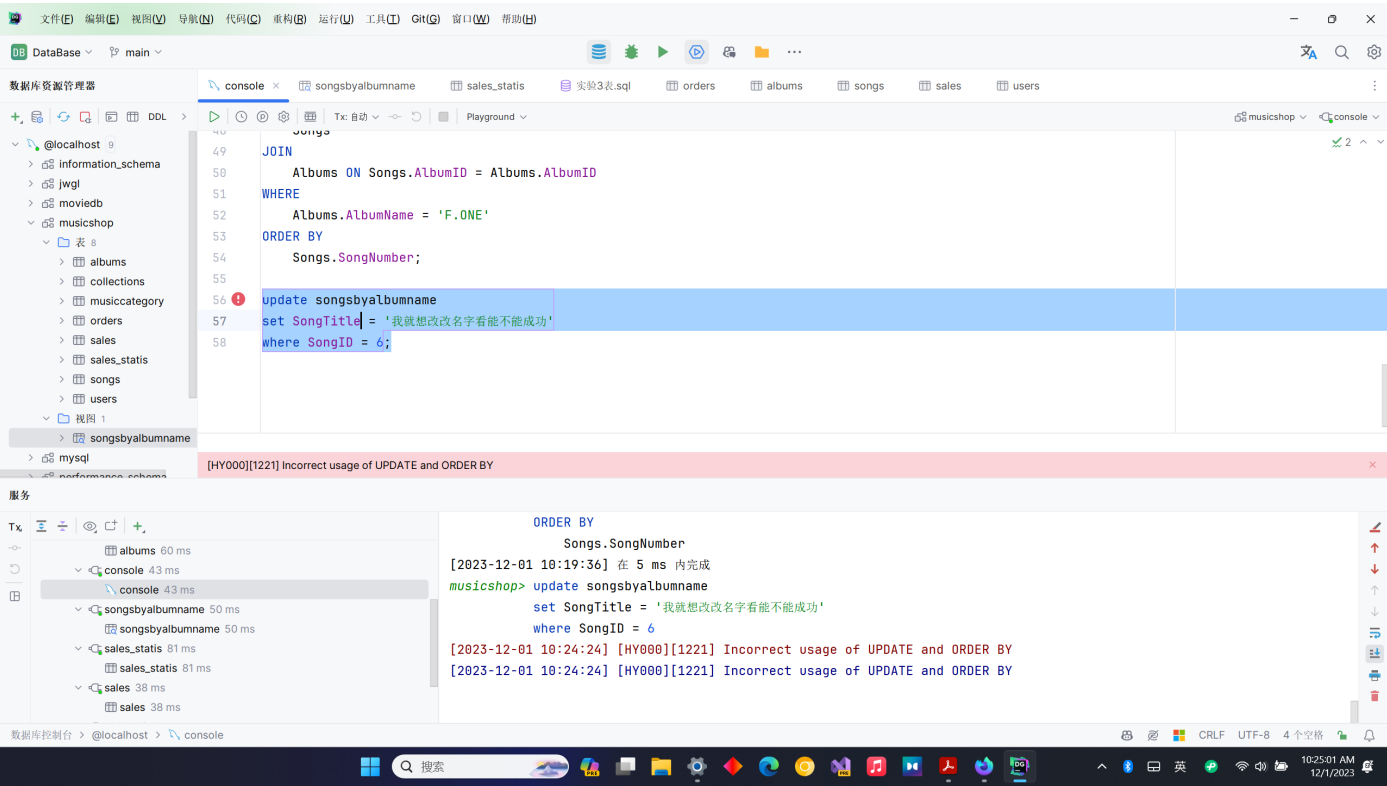 文件(F) 编辑(E) 视图(V) 导航(N) 代码(C) 重构(R) 运行(U) 工具(T) Git(G) 窗口(W) 帮助(H)
DB DataBase main
数据库资源管理器
console songsbyalbumname sales_statis 实验3表.sql orders albums songs sales users
DDL Tx: 自动 Playground musicshop console
@localhost 9
information_schema
jwgl
moviedb
musicshop
表 8
albums
collections
musiccategory
orders
sales
sales_statis
songs
users
视图 1
songsbyalbumname
mysql
performance_schema
48 Songs
49 JOIN
50 Albums ON Songs.AlbumID = Albums.AlbumID
51 WHERE
52 Albums.AlbumName = 'F.ONE'
53 ORDER BY
54 Songs.SongNumber;
55
56 update songsbyalbumname
57 set SongTitle = '我就想改改名字看能不能成功'
58 where SongID = 6;
2
[HY000][1221] Incorrect usage of UPDATE and ORDER BY
服务
Tx
albums 60 ms
console 43 ms
console 43 ms
songsbyalbumname 50 ms
songsbyalbumname 50 ms
sales_statis 81 ms
sales_statis 81 ms
sales 38 ms
sales 38 ms
ORDER BY
Songs.SongNumber
[2023-12-01 10:19:36] 在 5 ms 内完成
musicshop> update songsbyalbumname
set SongTitle = '我就想改改名字看能不能成功'
where SongID = 6
[2023-12-01 10:24:24] [HY000][1221] Incorrect usage of UPDATE and ORDER BY
[2023-12-01 10:24:24] [HY000][1221] Incorrect usage of UPDATE and ORDER BY
数据库控制台 > @localhost > console CRLF UTF-8 4 个空格
搜索 PRE PRE DG 英 10:25:01 AM
12/1/2023